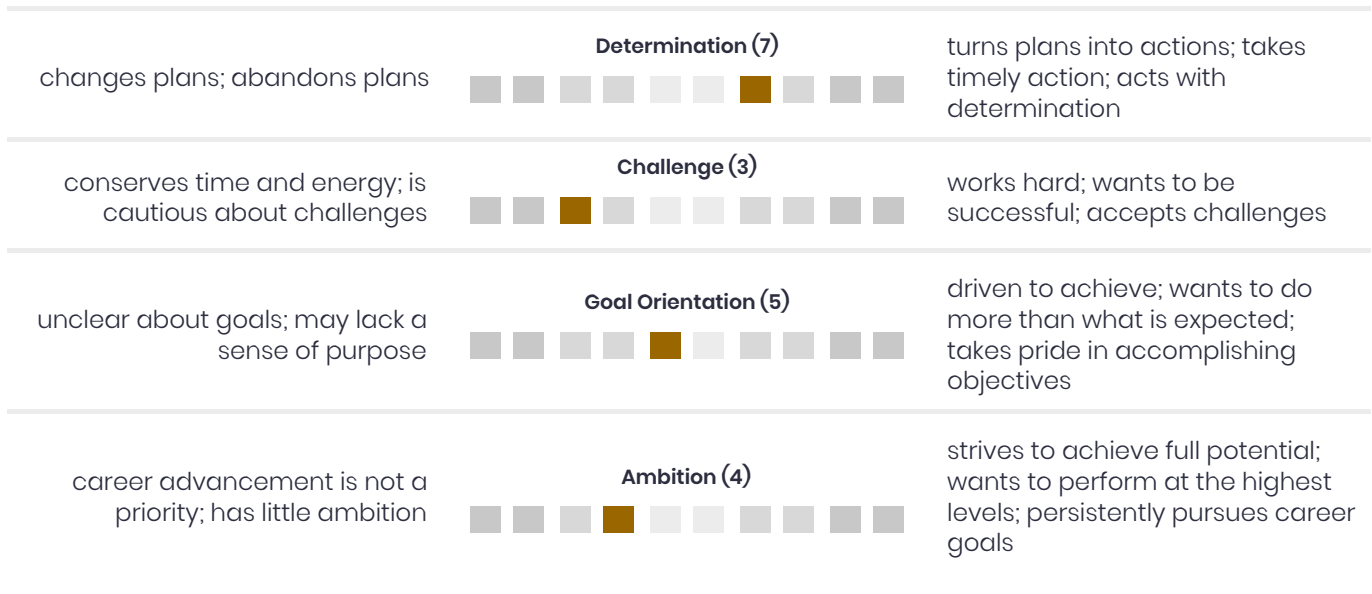 Determination (7)
changes plans; abandons plans
turns plans into actions; takes
timely action; acts with
determination
Challenge (3)
conserves time and energy; is
cautious about challenges
works hard; wants to be
successful; accepts challenges
Goal Orientation (5)
unclear about goals; may lack a
sense of purpose
driven to achieve; wants to do
more than what is expected;
takes pride in accomplishing
objectives
Ambition (4)
career advancement is not a
priority; has little ambition
strives to achieve full potential;
wants to perform at the highest
levels; persistently pursues career
goals